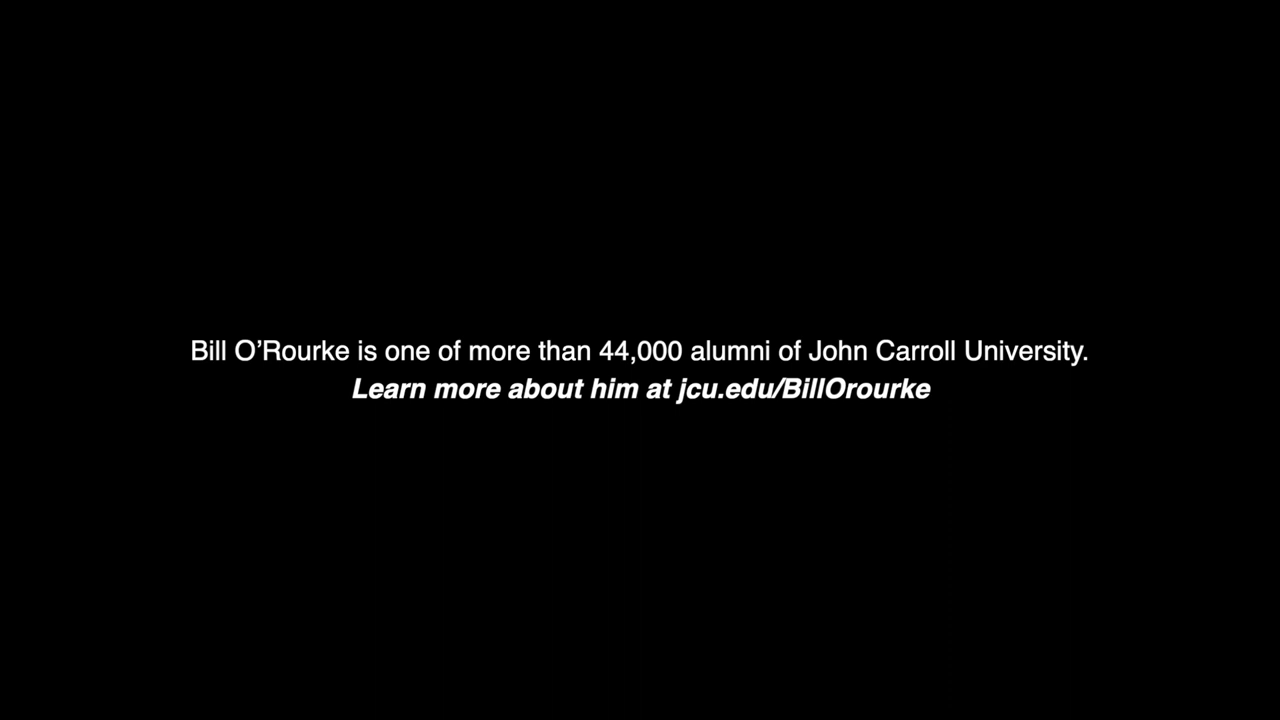 Bill O’Rourke is one of more than 44,000 alumni of John Carroll University.
Learn more about him at jcu.edu/BillOrourke